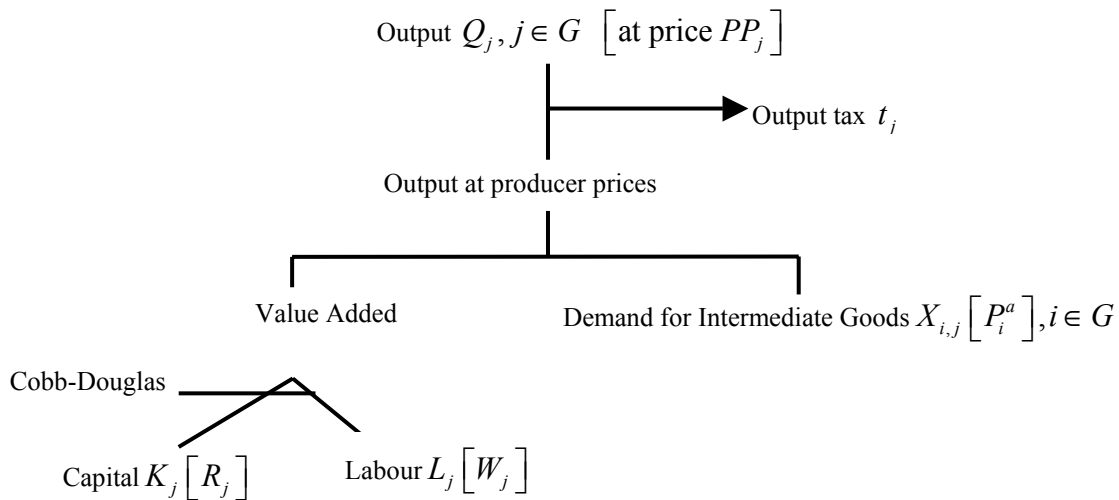 Output Q_j, j ∈ G [at price PP_j]
Output tax t_j
Output at producer prices
Value Added
Demand for Intermediate Goods X_{i,j} [P_i^a], i ∈ G
Cobb-Douglas
Capital K_j [R_j]
Labour L_j [W_j]